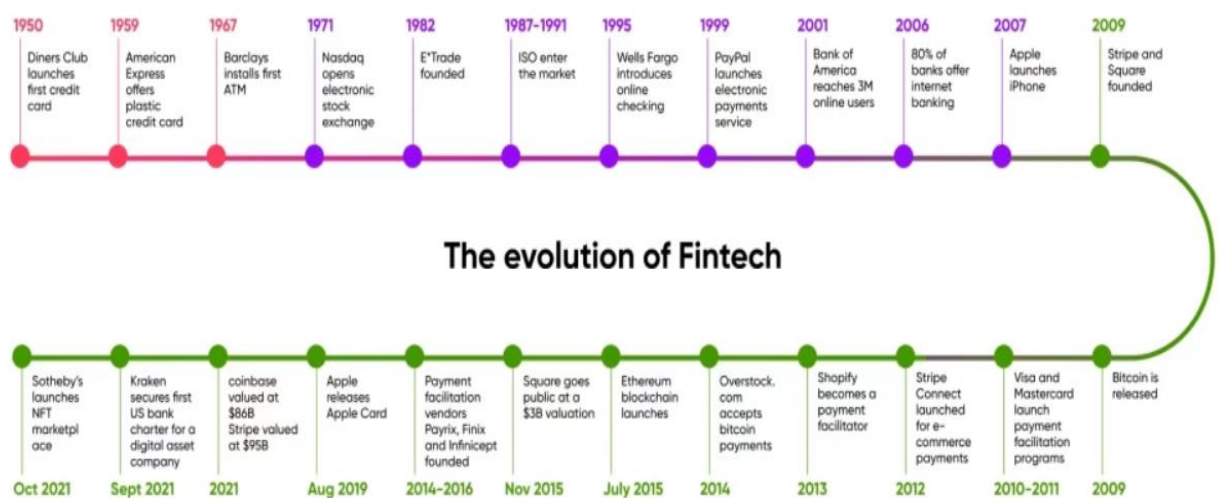 1950
Diners Club
launches
first credit
card
1959
American
Express
offers
plastic
credit card
1967
Barclays
installs first
ATM
1971
Nasdaq
opens
electronic
stock
exchange
1982
E*Trade
founded
1987-1991
ISO enter
the market
1995
Wells Fargo
introduces
online
checking
1999
PayPal
launches
electronic
payments
service
2001
Bank of
America
reaches 3M
online users
2006
80% of
banks offer
internet
banking
2007
Apple
launches
iPhone
2009
Stripe and
Square
founded
The evolution of Fintech
Sotheby's
launches
NFT
marketpl
ace
Oct 2021
Kraken
secures first
US bank
charter for a
digital asset
company
Sept 2021
coinbase
valued at
$86B
Stripe valued
at $95B
2021
Apple
releases
Apple Card
Aug 2019
Payment
facilitation
vendors
Payrix, Finix
and Infinicept
founded
2014-2016
Square goes
public at a
$3B valuation
Nov 2015
Ethereum
blockchain
launches
July 2015
Overstock.
com
accepts
bitcoin
payments
2014
Shopify
becomes a
payment
facilitator
2013
Stripe
Connect
launched
for e-
commerce
payments
2012
Visa and
Mastercard
launch
payment
facilitation
programs
2010-2011
Bitcoin is
released
2009